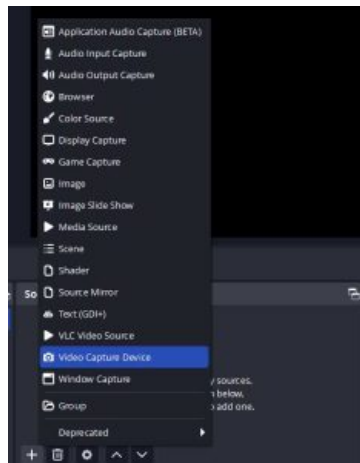 Application Audio Capture (BETA)
Audio Input Capture
Audio Output Capture
Browser
Color Source
Display Capture
Game Capture
Image
Image Slide Show
Media Source
Scene
Shader
So
Source Mirror
Text (GDI+)
VLC Video Source
Video Capture Device
Window Capture
y sources.
n below,
Group
o add one.
Deprecated